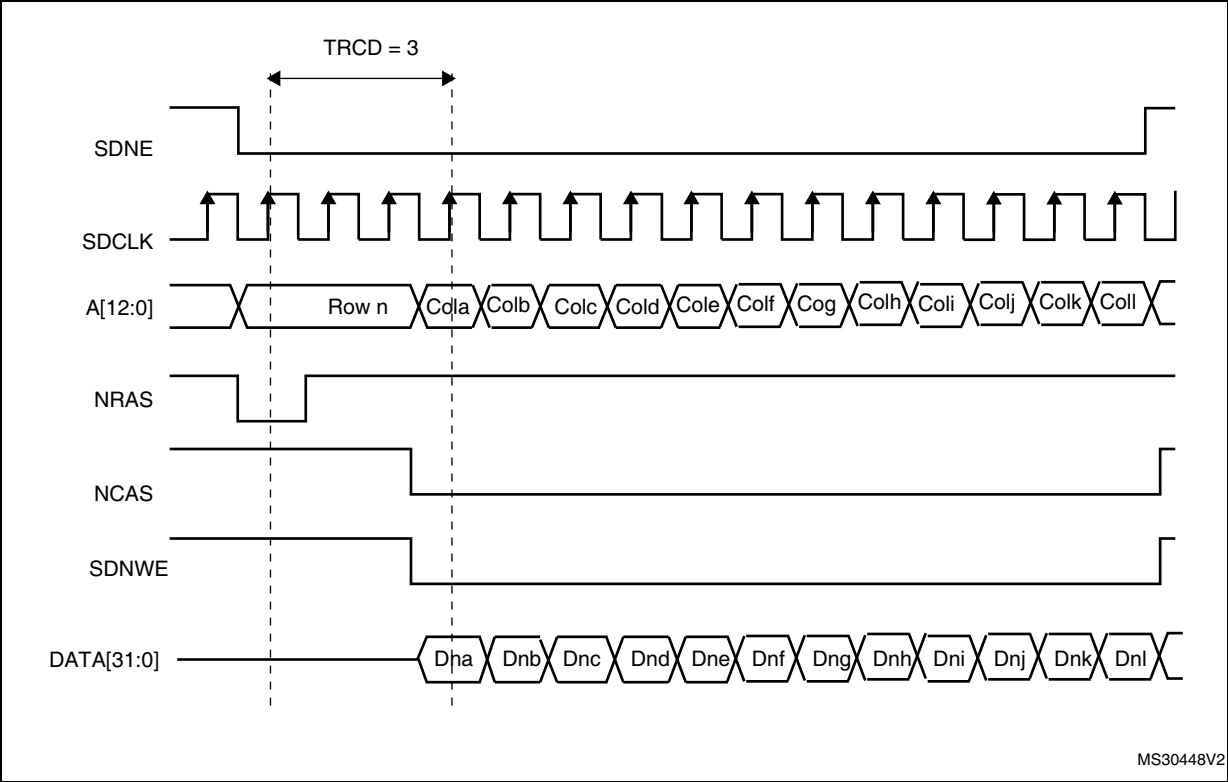 TRCD = 3
SDNE
SDCLK
A[12:0] Row n Cola Colb Colc Cold Cole Colf Cog Colh Coli Colj Colk Coll
NRAS
NCAS
SDNWE
DATA[31:0] Dna Dnb Dnc Dnd Dne Dnf Dng Dnh Dni Dnj Dnk Dnl
MS30448V2